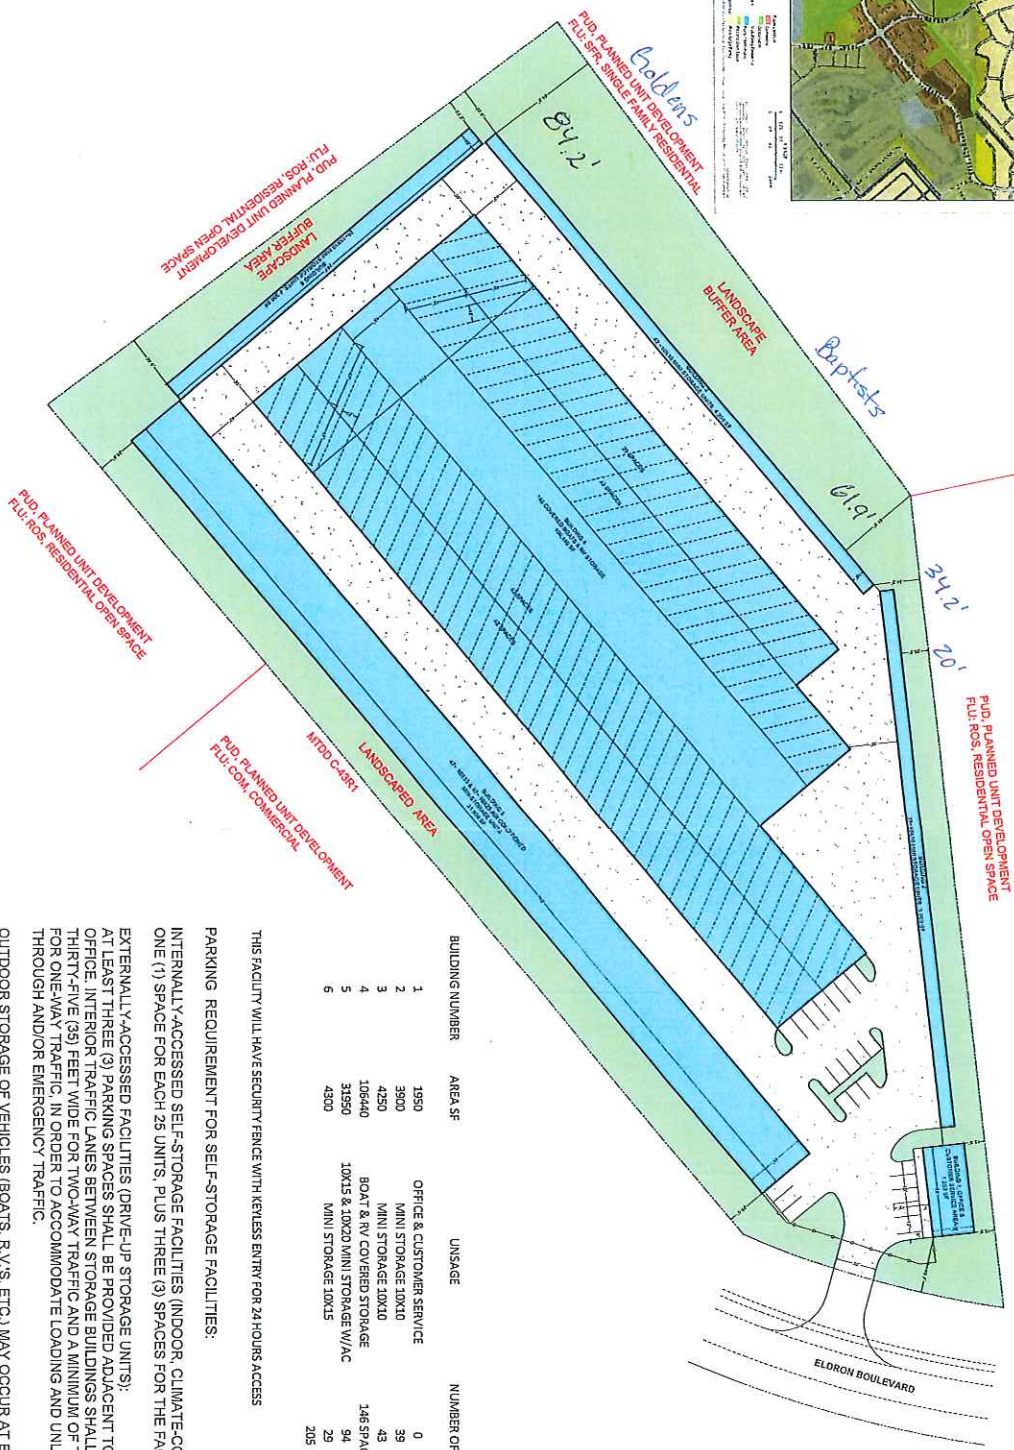 Goldens
84.2'
Baptists
61.9'
34.2'
20'
PUD, PLANNED UNIT DEVELOPMENT
FLU: SFR, SINGLE FAMILY RESIDENTIAL
PUD, PLANNED UNIT DEVELOPMENT
FLU: ROS, RESIDENTIAL OPEN SPACE
LANDSCAPE
BUFFER AREA
LANDSCAPE
BUFFER AREA
PUD, PLANNED UNIT DEVELOPMENT
FLU: ROS, RESIDENTIAL OPEN SPACE
PUD, PLANNED UNIT DEVELOPMENT
FLU: ROS, RESIDENTIAL OPEN SPACE
MTDD C-43R1
LANDSCAPED AREA
PUD, PLANNED UNIT DEVELOPMENT
FLU: COM, COMMERCIAL
ELDRON BOULEVARD
BUILDING NUMBER AREA SF UNSAGE NUMBER OF
1 1950 OFFICE & CUSTOMER SERVICE 0
2 3900 MINI STORAGE 10X10 39
3 4250 MINI STORAGE 10X10 43
4 106440 BOAT & RV COVERED STORAGE 146 SPA
5 31950 10X15 & 10X20 MINI STORAGE W/AC 94
6 4300 MINI STORAGE 10X15 29
205
THIS FACILITY WILL HAVE SECURITY FENCE WITH KEYLESS ENTRY FOR 24 HOURS ACCESS
PARKING REQUIREMENT FOR SELF-STORAGE FACILITIES:
INTERNALLY-ACCESSED SELF-STORAGE FACILITIES (INDOOR, CLIMATE-CO
ONE (1) SPACE FOR EACH 25 UNITS, PLUS THREE (3) SPACES FOR THE FA
EXTERNALLY-ACCESSED FACILITIES (DRIVE-UP STORAGE UNITS):
AT LEAST THREE (3) PARKING SPACES SHALL BE PROVIDED ADJACENT TO
OFFICE. INTERIOR TRAFFIC LANES BETWEEN STORAGE BUILDINGS SHALL
THIRTY-FIVE (35) FEET WIDE FOR TWO-WAY TRAFFIC AND A MINIMUM OF T
FOR ONE-WAY TRAFFIC, IN ORDER TO ACCOMMODATE LOADING AND UNL
THROUGH AND/OR EMERGENCY TRAFFIC.
OUTDOOR STORAGE OF VEHICLES (BOATS, R.V.'S, ETC.) MAY OCCUR AT